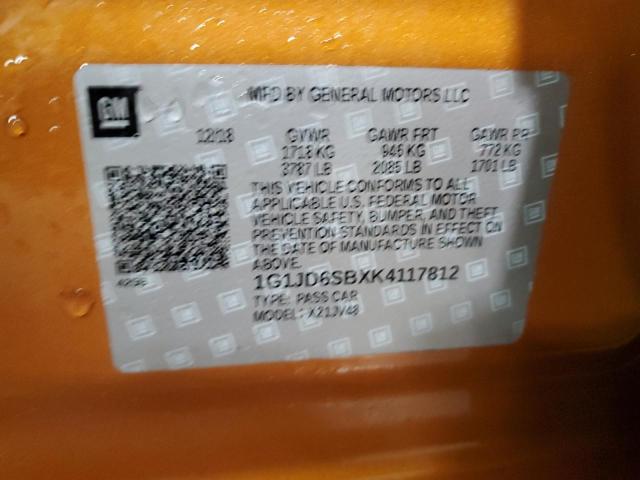 GM
MFD BY GENERAL MOTORS LLC
12/18 GVWR GAWR FRT GAWR RR
1718 KG 946 KG 772 KG
3787 LB 2085 LB 1701 LB
THIS VEHICLE CONFORMS TO ALL
APPLICABLE U.S. FEDERAL MOTOR
VEHICLE SAFETY, BUMPER, AND THEFT
PREVENTION STANDARDS IN EFFECT ON
THE DATE OF MANUFACTURE SHOWN
ABOVE.
1G1JD6SBXK4117812
TYPE: PASS CAR
MODEL: X21JV48